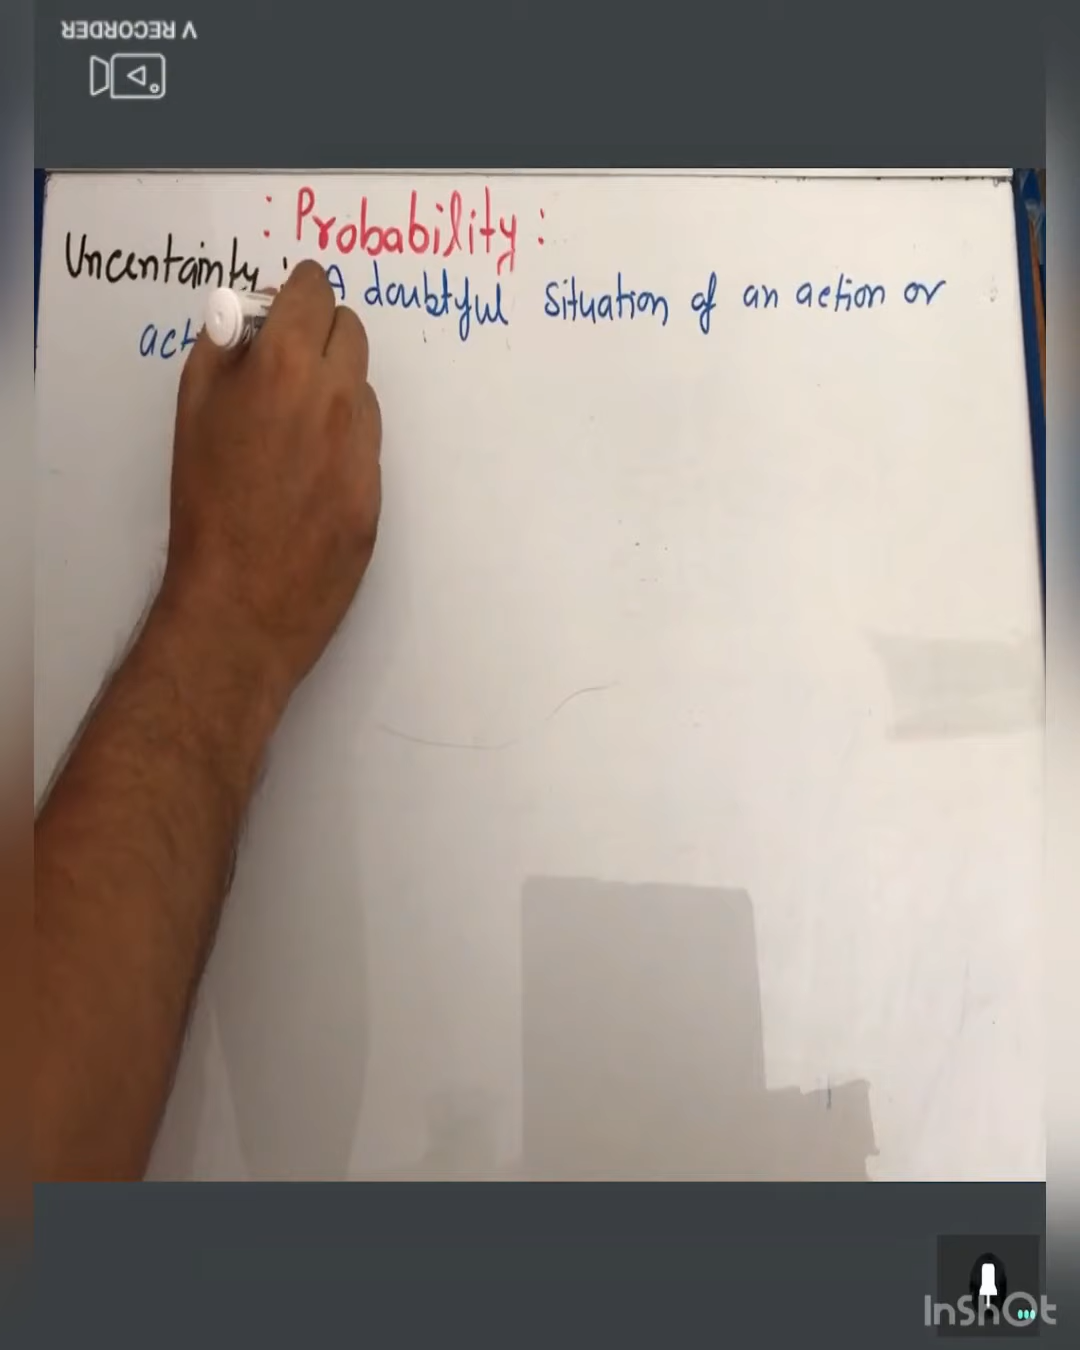 V RECORDER
: Probability :
Uncertainty : A doubtful situation of an action or
act
InShOt